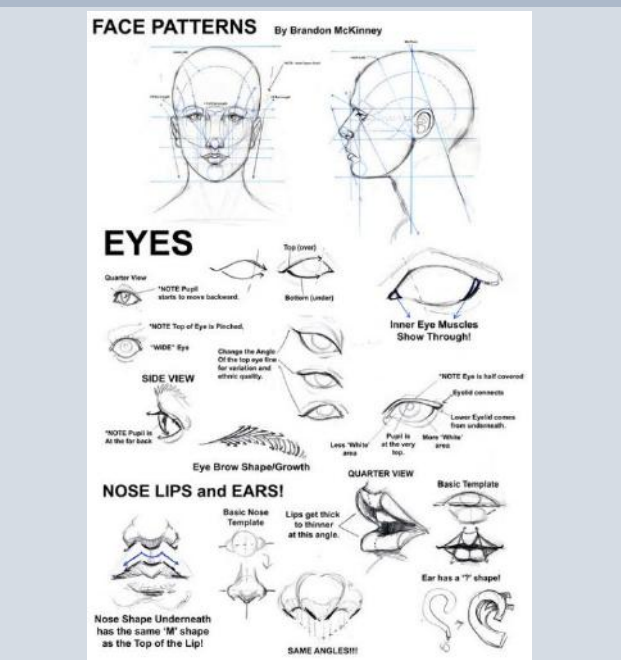 FACE PATTERNS By Brandon McKinney
EYES
Quarter View
*NOTE Pupil
starts to move backward.
Top (over)
Bottom (under)
Inner Eye Muscles
Show Through!
*NOTE Top of Eye is Pinched.
"WIDE" Eye
Change the Angle
Of the top eye line
for variation and
ethnic quality.
SIDE VIEW
*NOTE Pupil is
At the far back
Eye Brow Shape/Growth
*NOTE Eye is half covered
Eyelid connects
Lower Eyelid comes
from underneath.
Less 'White'
area
Pupil is
at the very
top.
More 'White'
area
NOSE LIPS and EARS!
Nose Shape Underneath
has the same 'M' shape
as the Top of the Lip!
Basic Nose
Template
Lips get thick
to thinner
at this angle.
QUARTER VIEW
Basic Template
SAME ANGLES!!!
Ear has a '?' shape!